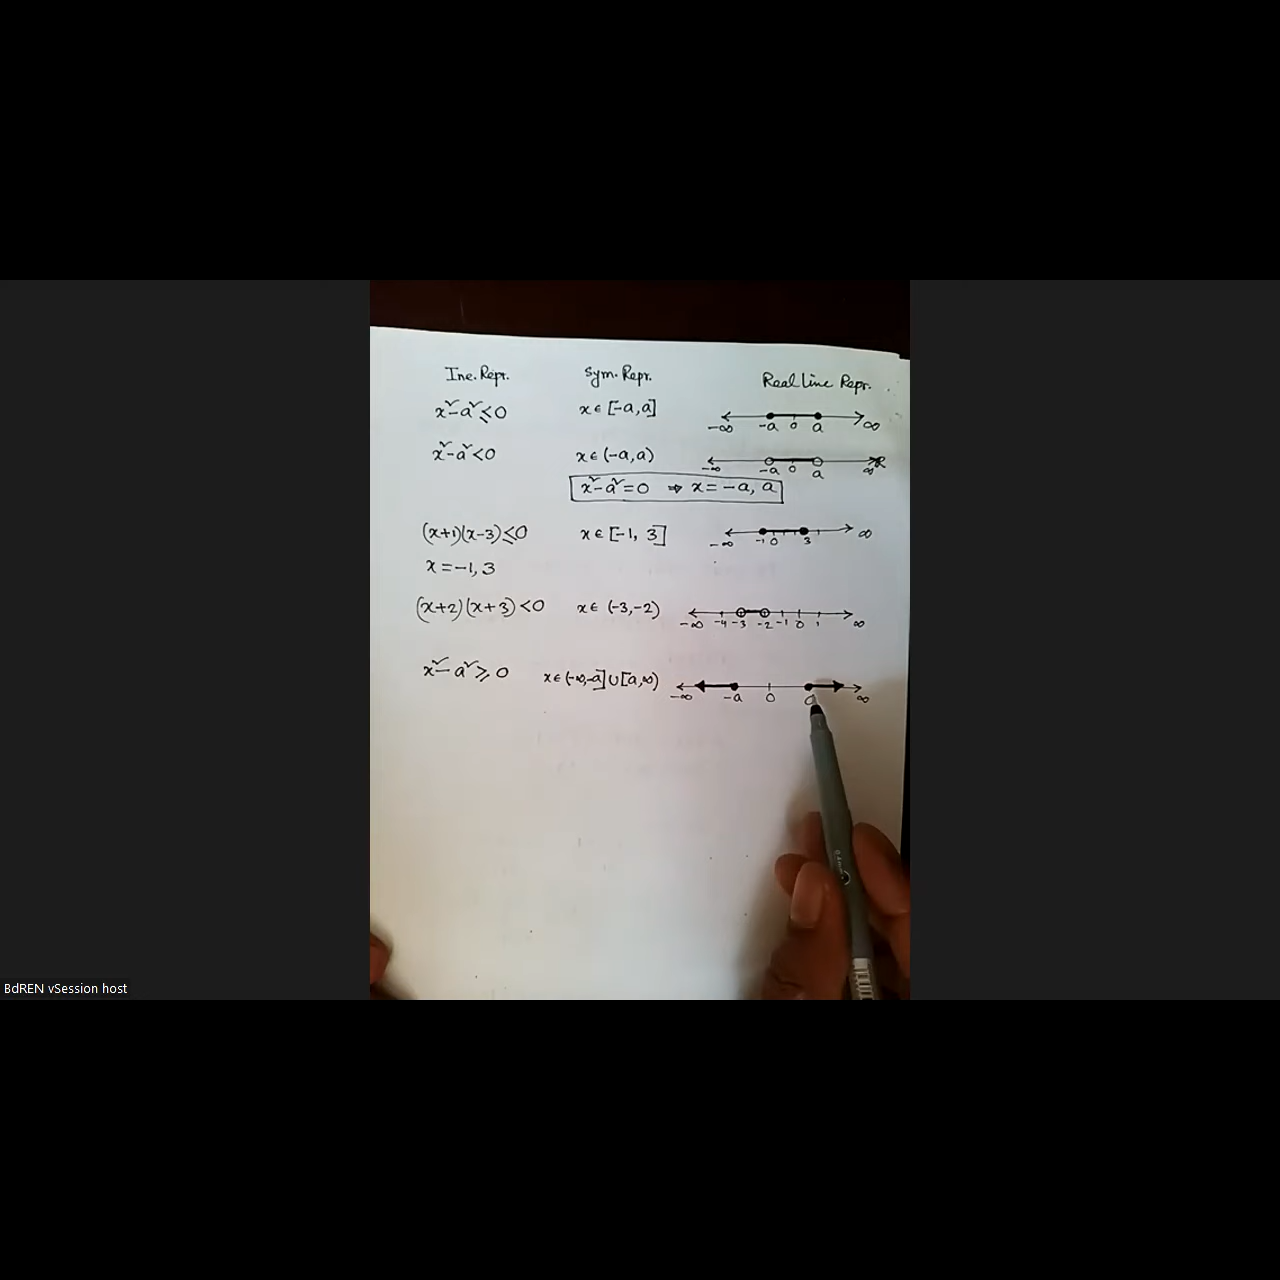 Ine. Repr. Sym. Repr. Real Line Repr.
x² - a² ≤ 0 x ∈ [-a, a] -∞ -a 0 a ∞
x² - a² < 0 x ∈ (-a, a) -∞ -a 0 a ∞ R
x² - a² = 0 ⇒ x = -a, a
(x+1)(x-3) ≤ 0 x ∈ [-1, 3] -∞ -1 0 3 ∞
x = -1, 3
(x+2)(x+3) < 0 x ∈ (-3, -2) -∞ -4 -3 -2 -1 0 1 ∞
x² - a² ≥ 0 x ∈ (-∞, -a] ∪ [a, ∞) -∞ -a 0 a ∞
BdREN vSession host